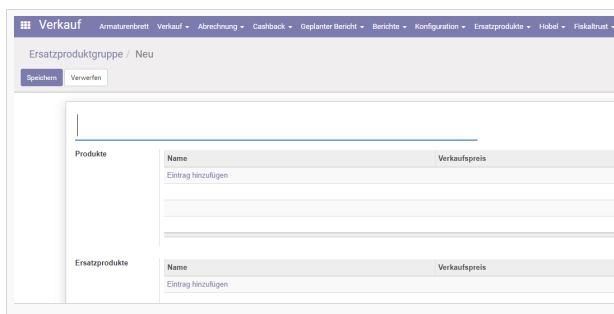 Verkauf Armaturenbrett Verkauf Abrechnung Cashback Geplanter Bericht Berichte Konfiguration Ersatzprodukte Hobel Fiskaltrust
Ersatzproduktgruppe / Neu
Speichern Verwerfen
Produkte
Name Verkaufspreis
Eintrag hinzufügen
Ersatzprodukte
Name Verkaufspreis
Eintrag hinzufügen